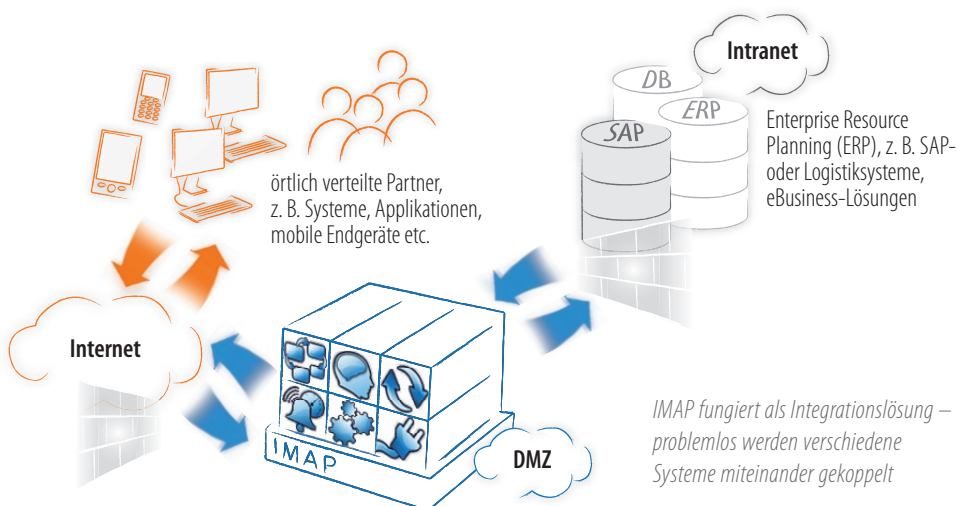 Intranet
DB
ERP
SAP
Enterprise Resource
Planning (ERP), z. B. SAP-
oder Logistiksysteme,
eBusiness-Lösungen
örtlich verteilte Partner,
z. B. Systeme, Applikationen,
mobile Endgeräte etc.
Internet
IMAP
DMZ
IMAP fungiert als Integrationslösung –
problemlos werden verschiedene
Systeme miteinander gekoppelt